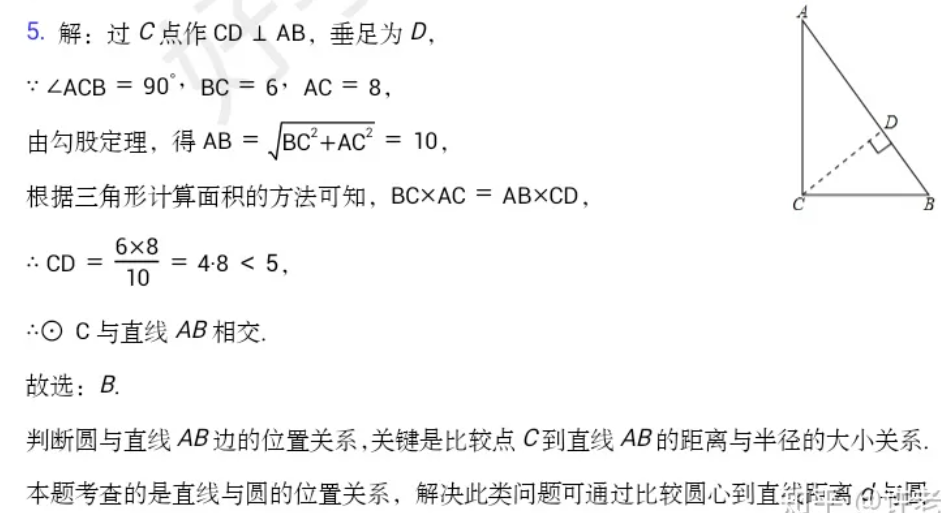 5. 解：过 C 点作 CD ⊥ AB，垂足为 D，
∵ ∠ACB = 90°，BC = 6，AC = 8，
由勾股定理，得 AB = √(BC²+AC²) = 10，
根据三角形计算面积的方法可知，BC×AC = AB×CD，
∴ CD = 6×8/10 = 4·8 < 5，
∴⊙ C 与直线 AB 相交.
故选：B.
判断圆与直线 AB 边的位置关系,关键是比较点 C 到直线 AB 的距离与半径的大小关系.
本题考查的是直线与圆的位置关系，解决此类问题可通过比较圆心到直线距离 d 与圆
A
D
C
B
知乎 @许老